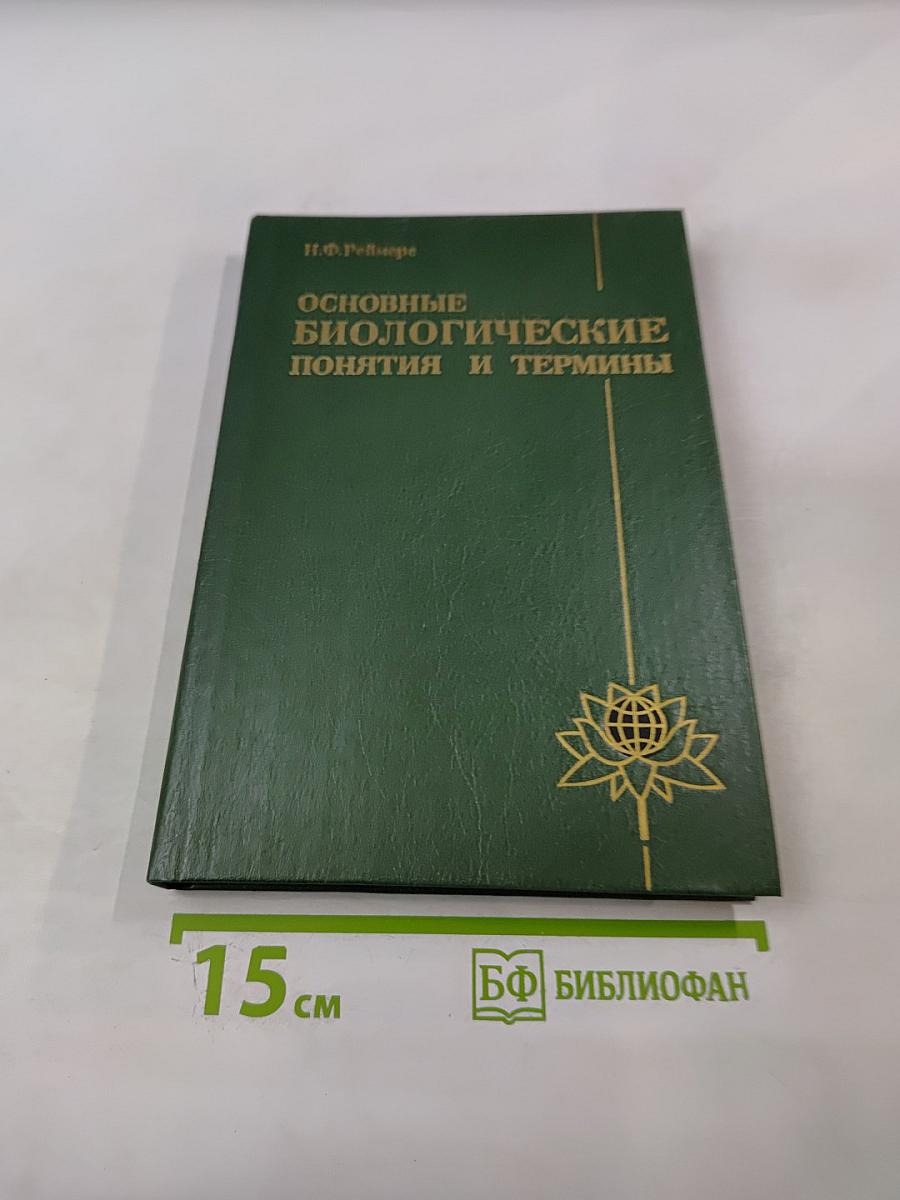 Н.Ф.Реймерс
ОСНОВНЫЕ
БИОЛОГИЧЕСКИЕ
ПОНЯТИЯ И ТЕРМИНЫ
15 см
БФ БИБЛИОФАН